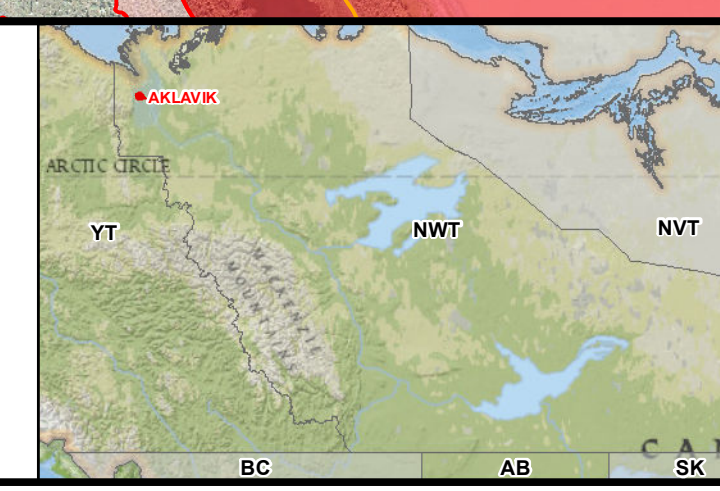 AKLAVIK
ARCTIC CIRCLE
YT
NWT
NVT
MACKENZIE
MOUNTAINS
C A
BC
AB
SK